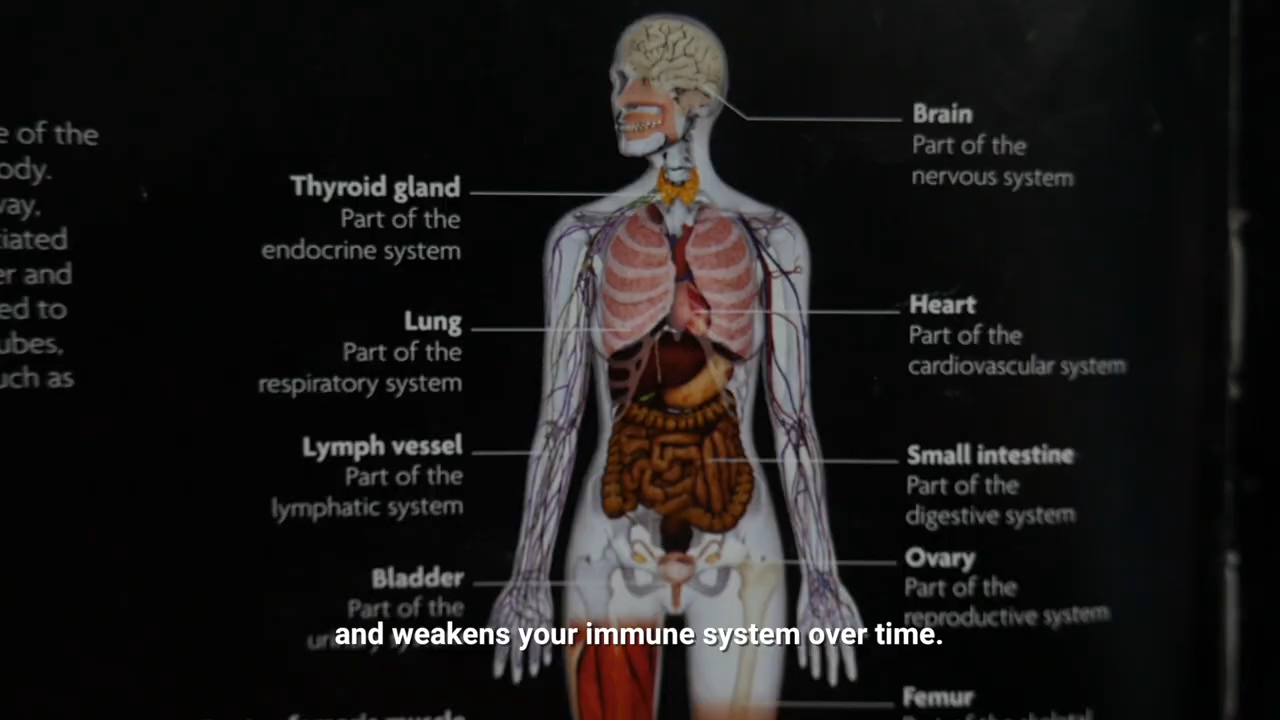 e of the
ody.
vay,
iated
er and
ed to
ubes,
uch as
Thyroid gland
Part of the
endocrine system
Lung
Part of the
respiratory system
Lymph vessel
Part of the
lymphatic system
Bladder
Part of the
Brain
Part of the
nervous system
Heart
Part of the
cardiovascular system
Small intestine
Part of the
digestive system
Ovary
Part of the
reproductive system
Femur
and weakens your immune system over time.